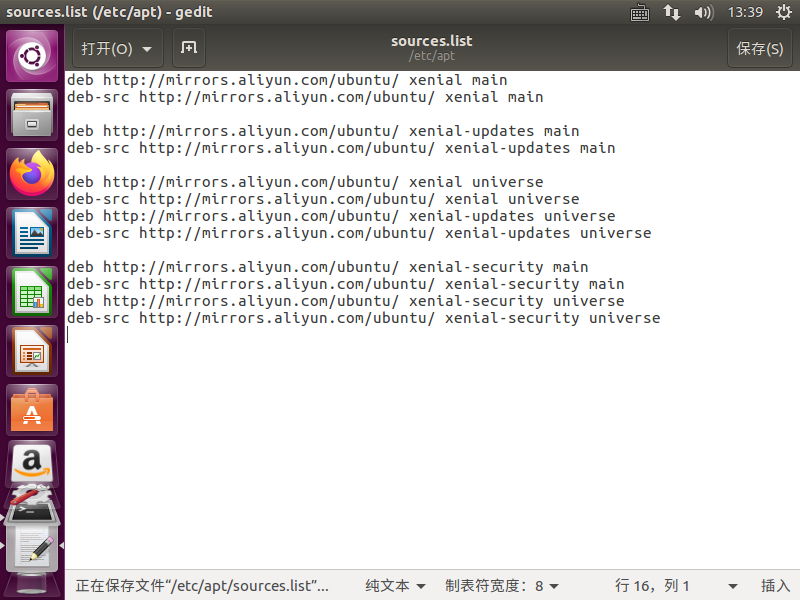 sources.list (/etc/apt) - gedit
13:39
打开(O)
sources.list
/etc/apt
保存(S)
deb http://mirrors.aliyun.com/ubuntu/ xenial main
deb-src http://mirrors.aliyun.com/ubuntu/ xenial main
deb http://mirrors.aliyun.com/ubuntu/ xenial-updates main
deb-src http://mirrors.aliyun.com/ubuntu/ xenial-updates main
deb http://mirrors.aliyun.com/ubuntu/ xenial universe
deb-src http://mirrors.aliyun.com/ubuntu/ xenial universe
deb http://mirrors.aliyun.com/ubuntu/ xenial-updates universe
deb-src http://mirrors.aliyun.com/ubuntu/ xenial-updates universe
deb http://mirrors.aliyun.com/ubuntu/ xenial-security main
deb-src http://mirrors.aliyun.com/ubuntu/ xenial-security main
deb http://mirrors.aliyun.com/ubuntu/ xenial-security universe
deb-src http://mirrors.aliyun.com/ubuntu/ xenial-security universe
正在保存文件“/etc/apt/sources.list”... 纯文本 制表符宽度：8 行 16，列 1 插入